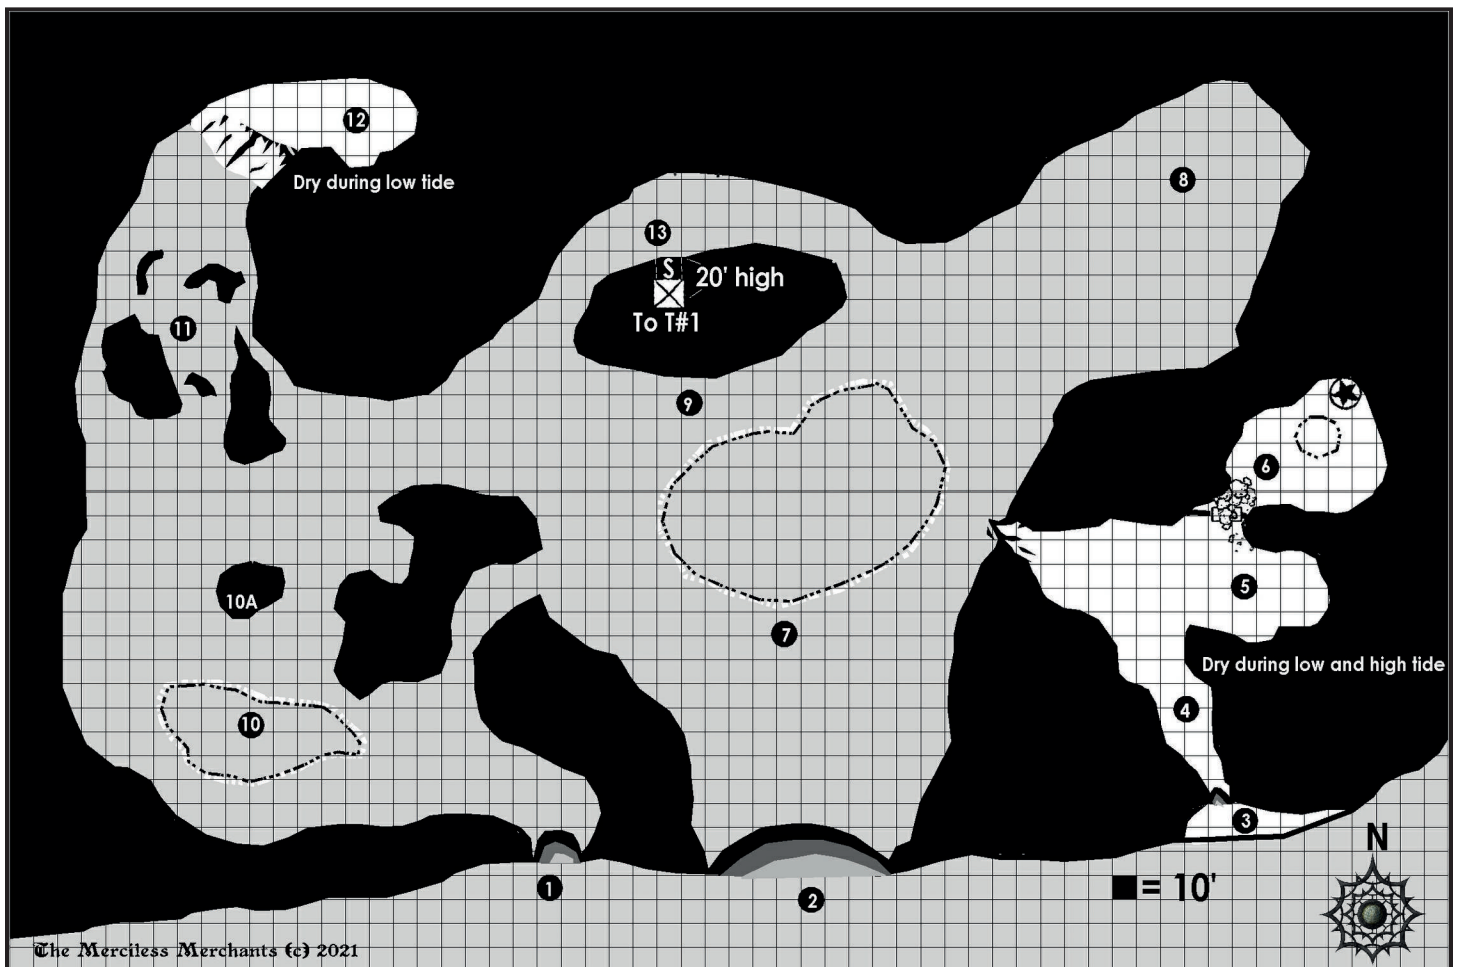 12
Dry during low tide
8
13
S
20' high
To T#1
11
9
6
5
10A
7
Dry during low and high tide
4
10
3
N
1
2
= 10'
The Merciless Merchants (c) 2021